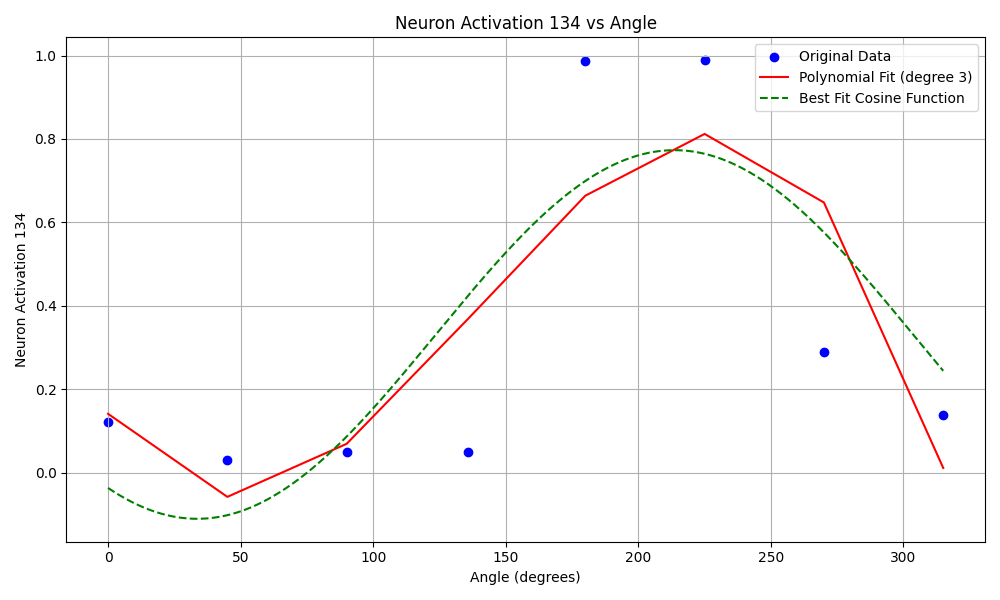 Neuron Activation 134 vs Angle
Original Data
Polynomial Fit (degree 3)
Best Fit Cosine Function
Neuron Activation 134
1.0
0.8
0.6
0.4
0.2
0.0
0 50 100 150 200 250 300
Angle (degrees)